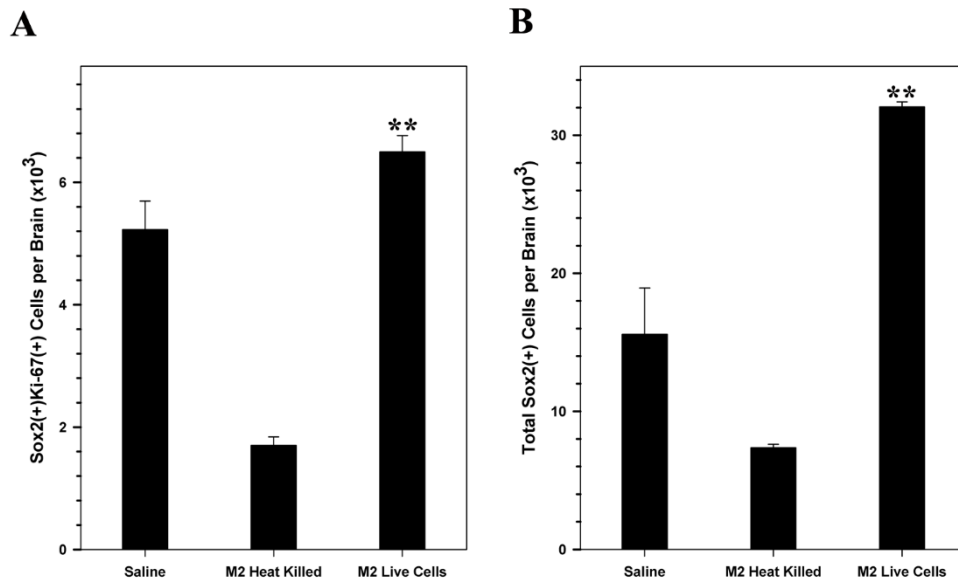 A
Sox2(+)Ki-67(+) Cells per Brain (x10³)
6
4
2
0
**
Saline
M2 Heat Killed
M2 Live Cells
B
Total Sox2(+) Cells per Brain (x10³)
30
20
10
0
**
Saline
M2 Heat Killed
M2 Live Cells